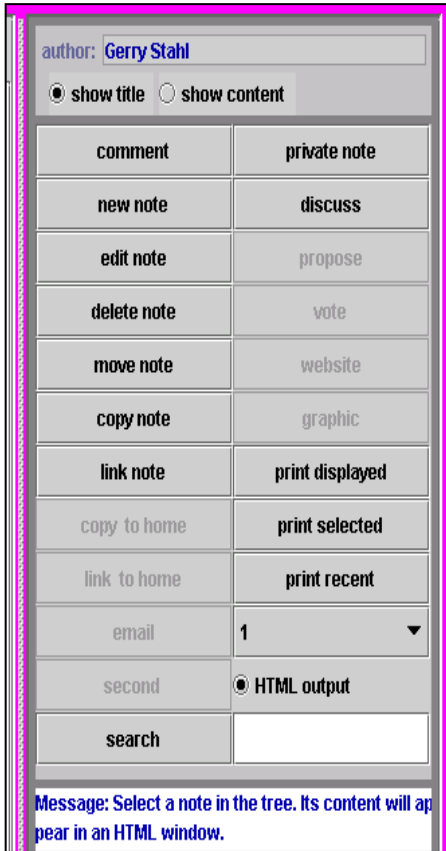 author: Gerry Stahl
show title show content
comment private note
new note discuss
edit note propose
delete note vote
move note website
copy note graphic
link note print displayed
copy to home print selected
link to home print recent
email 1
second HTML output
search
Message: Select a note in the tree. Its content will ap
pear in an HTML window.